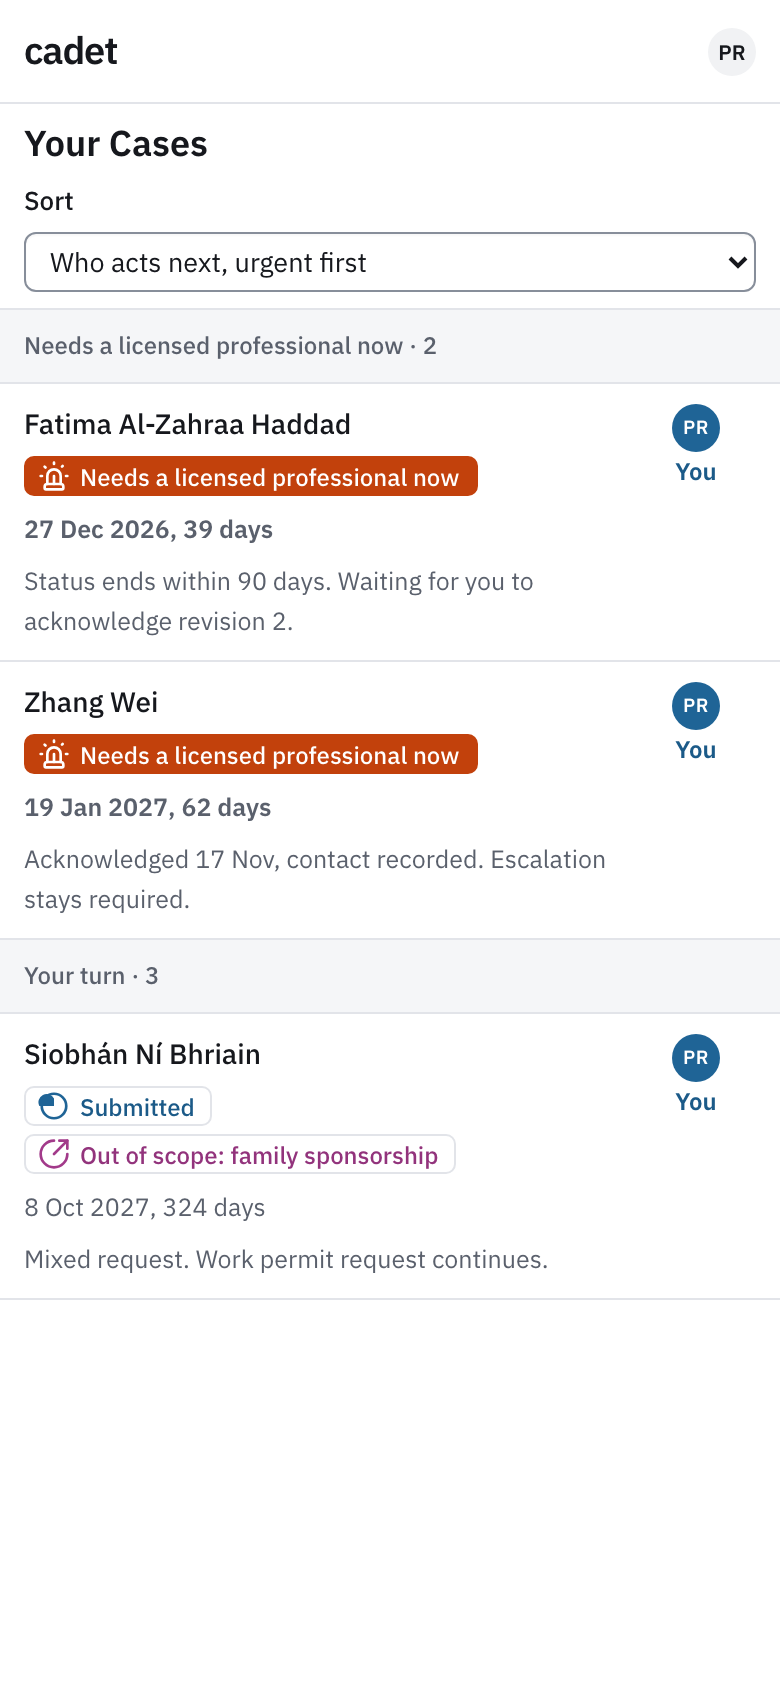 cadet
PR
Your Cases
Sort
Who acts next, urgent first
Needs a licensed professional now · 2
Fatima Al-Zahraa Haddad
PR
You
Needs a licensed professional now
27 Dec 2026, 39 days
Status ends within 90 days. Waiting for you to
acknowledge revision 2.
Zhang Wei
PR
You
Needs a licensed professional now
19 Jan 2027, 62 days
Acknowledged 17 Nov, contact recorded. Escalation
stays required.
Your turn · 3
Siobhán Ní Bhriain
PR
You
Submitted
Out of scope: family sponsorship
8 Oct 2027, 324 days
Mixed request. Work permit request continues.